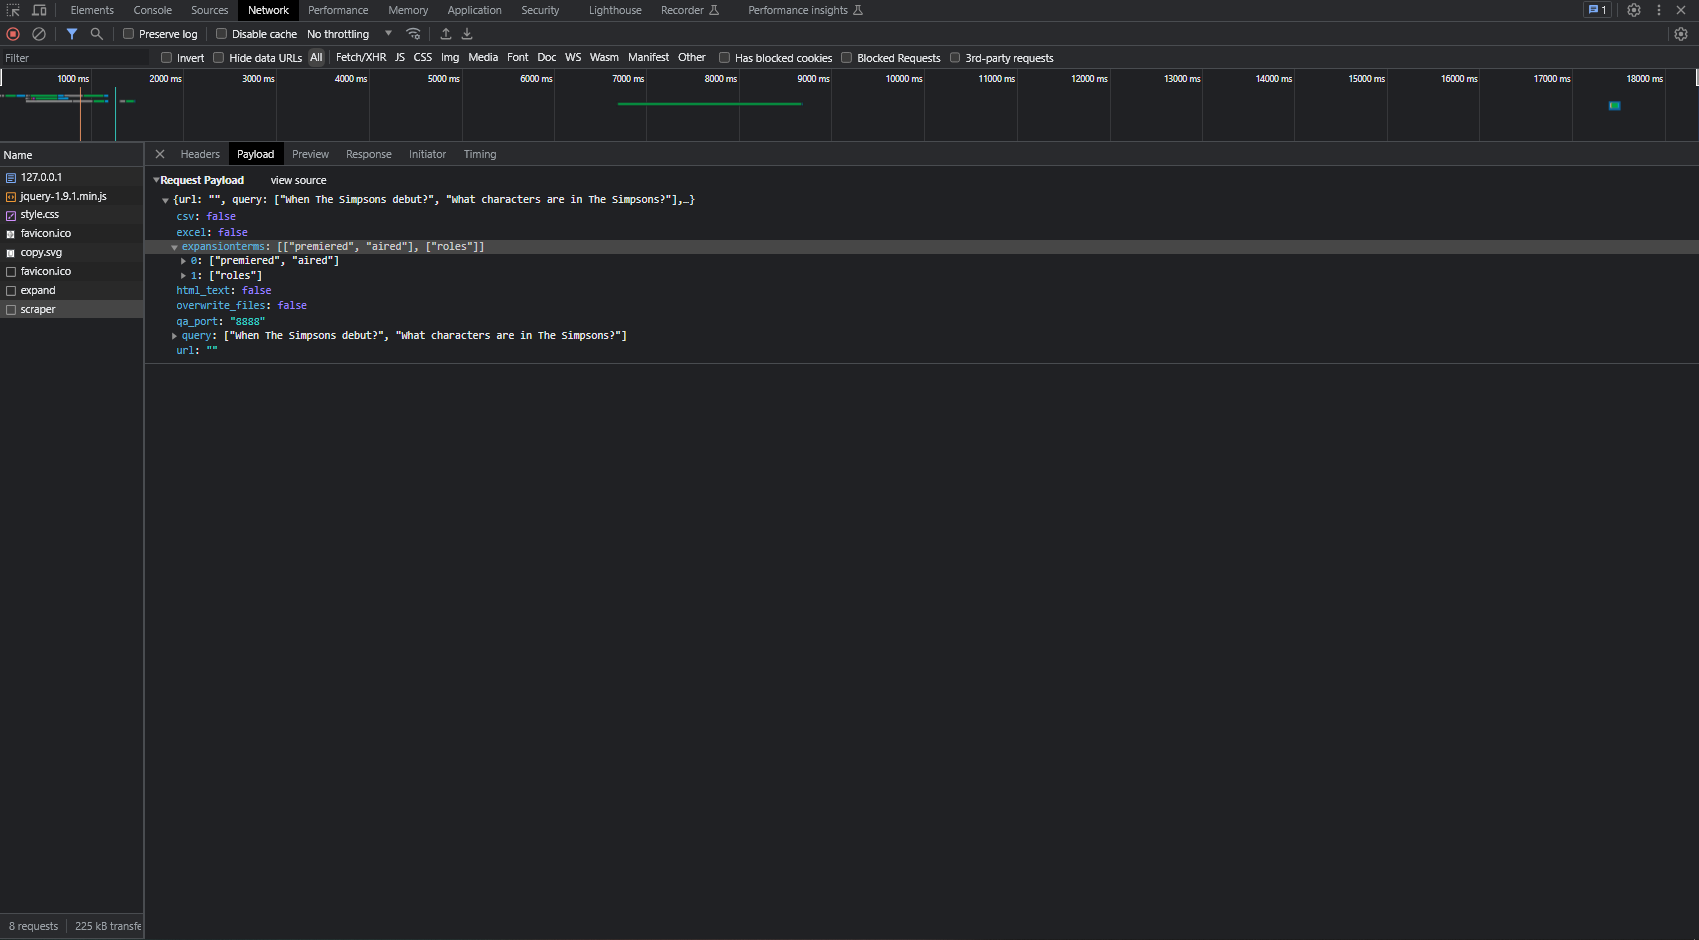 Elements Console Sources Network Performance Memory Application Security Lighthouse Recorder Performance insights 1
Preserve log Disable cache No throttling
Filter Invert Hide data URLs All Fetch/XHR JS CSS Img Media Font Doc WS Wasm Manifest Other Has blocked cookies Blocked Requests 3rd-party requests
1000 ms 2000 ms 3000 ms 4000 ms 5000 ms 6000 ms 7000 ms 8000 ms 9000 ms 10000 ms 11000 ms 12000 ms 13000 ms 14000 ms 15000 ms 16000 ms 17000 ms 18000 ms
Name
127.0.0.1
jquery-1.9.1.min.js
style.css
favicon.ico
copy.svg
favicon.ico
expand
scraper
Headers Payload Preview Response Initiator Timing
Request Payload view source
{url: "", query: ["When The Simpsons debut?", "What characters are in The Simpsons?"],…}
csv: false
excel: false
expansionterms: [["premiered", "aired"], ["roles"]]
0: ["premiered", "aired"]
1: ["roles"]
html_text: false
overwrite_files: false
qa_port: "8888"
query: ["When The Simpsons debut?", "What characters are in The Simpsons?"]
url: ""
8 requests 225 kB transfe